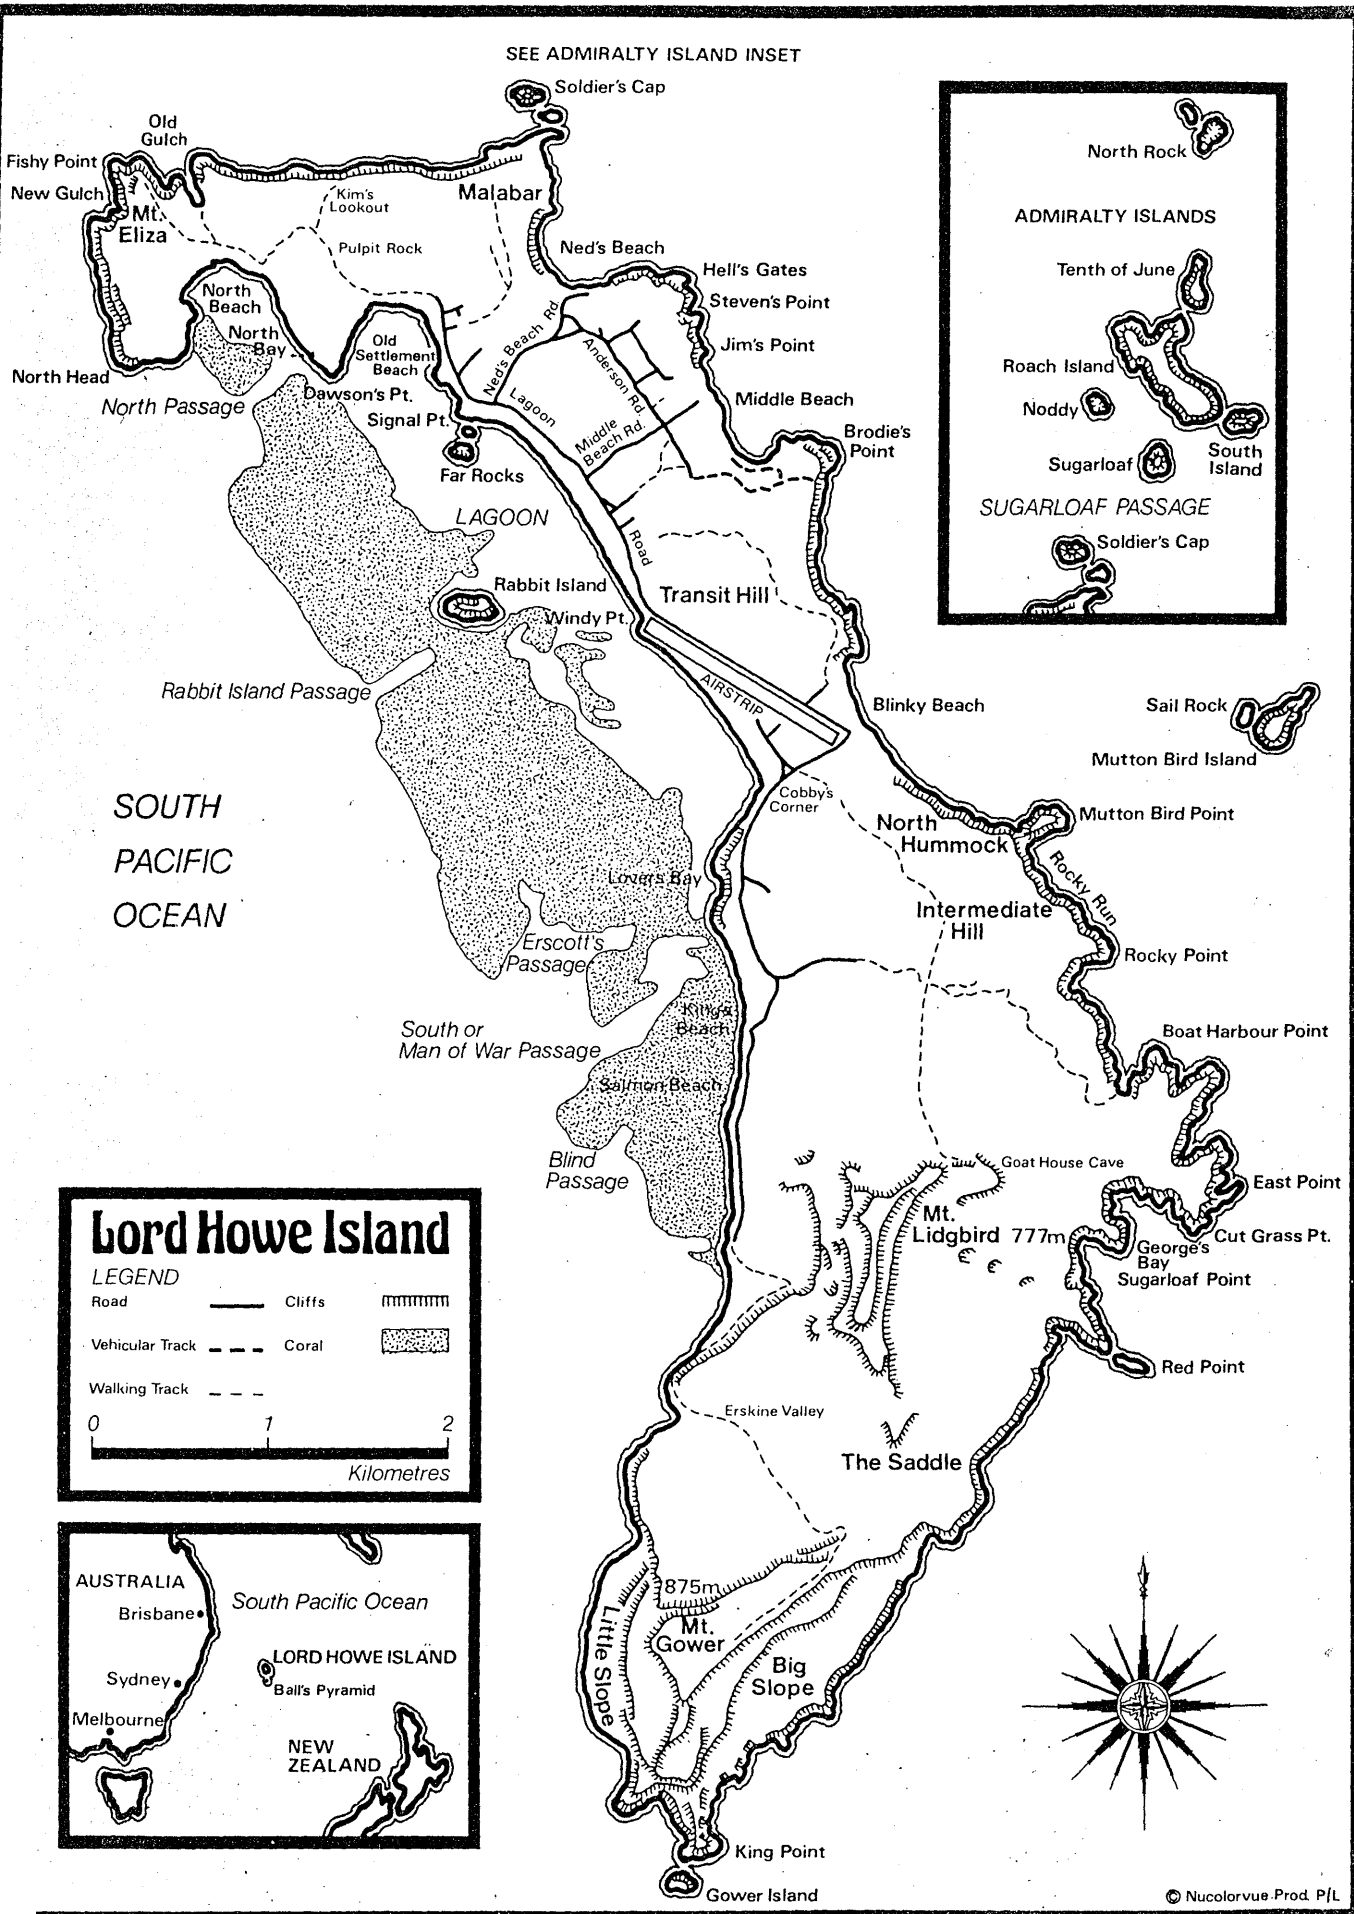 SEE ADMIRALTY ISLAND INSET
Soldier's Cap
Old
Gulch
Fishy Point
New Gulch
Mt.
Eliza
Kim's
Lookout
Malabar
Pulpit Rock
Ned's Beach
Hell's Gates
Steven's Point
Jim's Point
North
Beach
North
Bay
Old
Settlement
Beach
Ned's Beach Rd.
Anderson Rd.
North Head
North Passage
Dawson's Pt.
Signal Pt.
Lagoon
Middle
Beach Rd.
Middle Beach
Brodie's
Point
Far Rocks
LAGOON
Road
Rabbit Island
Windy Pt.
Transit Hill
Rabbit Island Passage
AIRSTRIP
Blinky Beach
Sail Rock
Mutton Bird Island
Cobby's
Corner
North
Hummock
Mutton Bird Point
Rocky Run
SOUTH
PACIFIC
OCEAN
Lovers Bay
Intermediate
Hill
Erscott's
Passage
Rocky Point
King's
Beach
South or
Man of War Passage
Boat Harbour Point
Salmon Beach
Blind
Passage
Goat House Cave
East Point
Mt.
Lidgbird 777m
Cut Grass Pt.
George's
Bay
Sugarloaf Point
Red Point
Erskine Valley
The Saddle
875m
Mt.
Gower
Little Slope
Big
Slope
King Point
Gower Island
North Rock
ADMIRALTY ISLANDS
Tenth of June
Roach Island
Noddy
Sugarloaf
South
Island
SUGARLOAF PASSAGE
Soldier's Cap
Lord Howe Island
LEGEND
Road
Cliffs
Vehicular Track
Coral
Walking Track
0 1 2
Kilometres
AUSTRALIA
South Pacific Ocean
Brisbane
LORD HOWE ISLAND
Sydney
Ball's Pyramid
Melbourne
NEW
ZEALAND
© Nucolorvue Prod. P/L